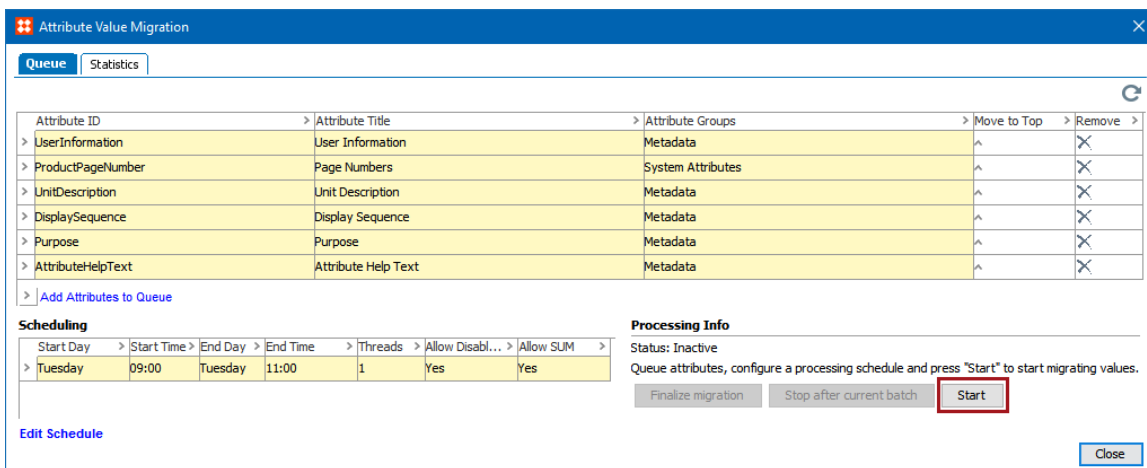 Attribute Value Migration
Queue Statistics
Attribute ID > Attribute Title > Attribute Groups > Move to Top > Remove >
> UserInformation User Information Metadata
> ProductPageNumber Page Numbers System Attributes
> UnitDescription Unit Description Metadata
> DisplaySequence Display Sequence Metadata
> Purpose Purpose Metadata
> AttributeHelpText Attribute Help Text Metadata
> Add Attributes to Queue
Scheduling
Start Day > Start Time > End Day > End Time > Threads > Allow Disabl... > Allow SUM >
> Tuesday 09:00 Tuesday 11:00 1 Yes Yes
Edit Schedule
Processing Info
Status: Inactive
Queue attributes, configure a processing schedule and press "Start" to start migrating values.
Finalize migration Stop after current batch Start
Close